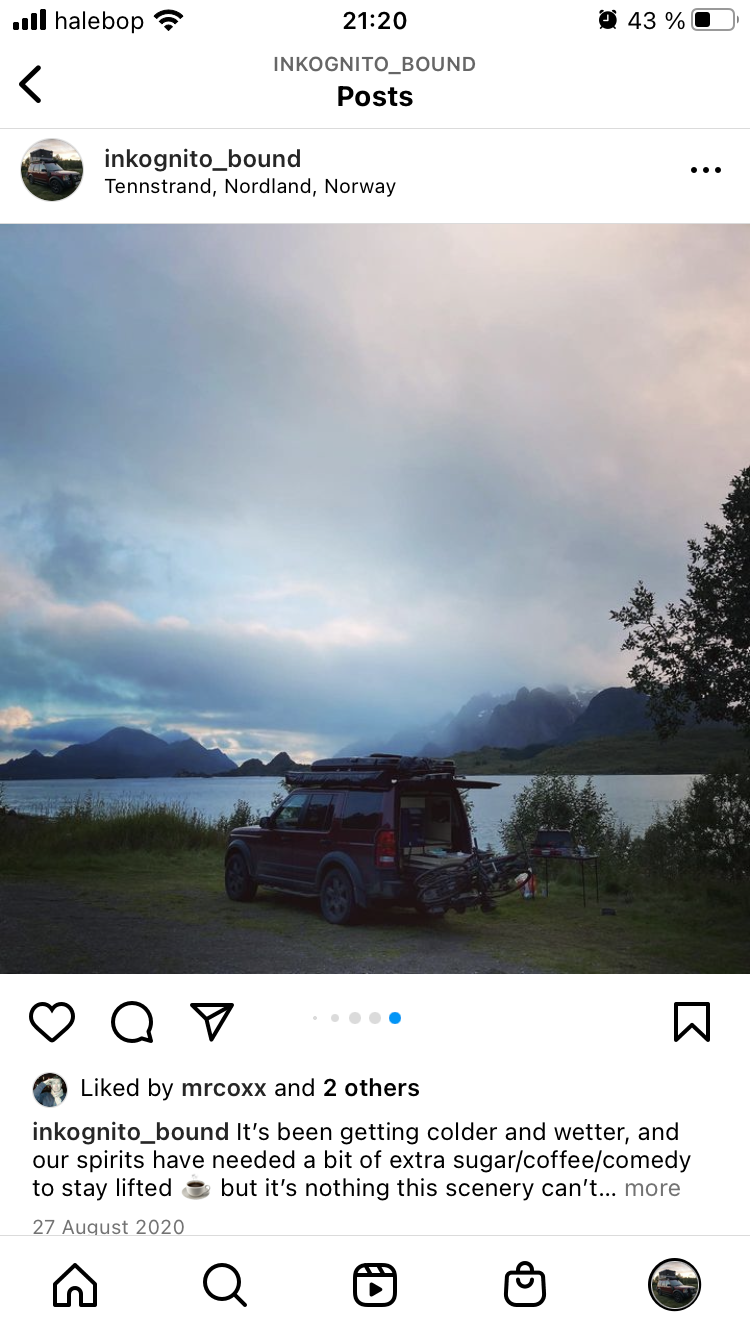 halebop 21:20 43 %
INKOGNITO_BOUND
Posts
inkognito_bound
Tennstrand, Nordland, Norway
Liked by mrcoxx and 2 others
inkognito_bound It’s been getting colder and wetter, and
our spirits have needed a bit of extra sugar/coffee/comedy
to stay lifted ☕ but it’s nothing this scenery can’t... more
27 August 2020